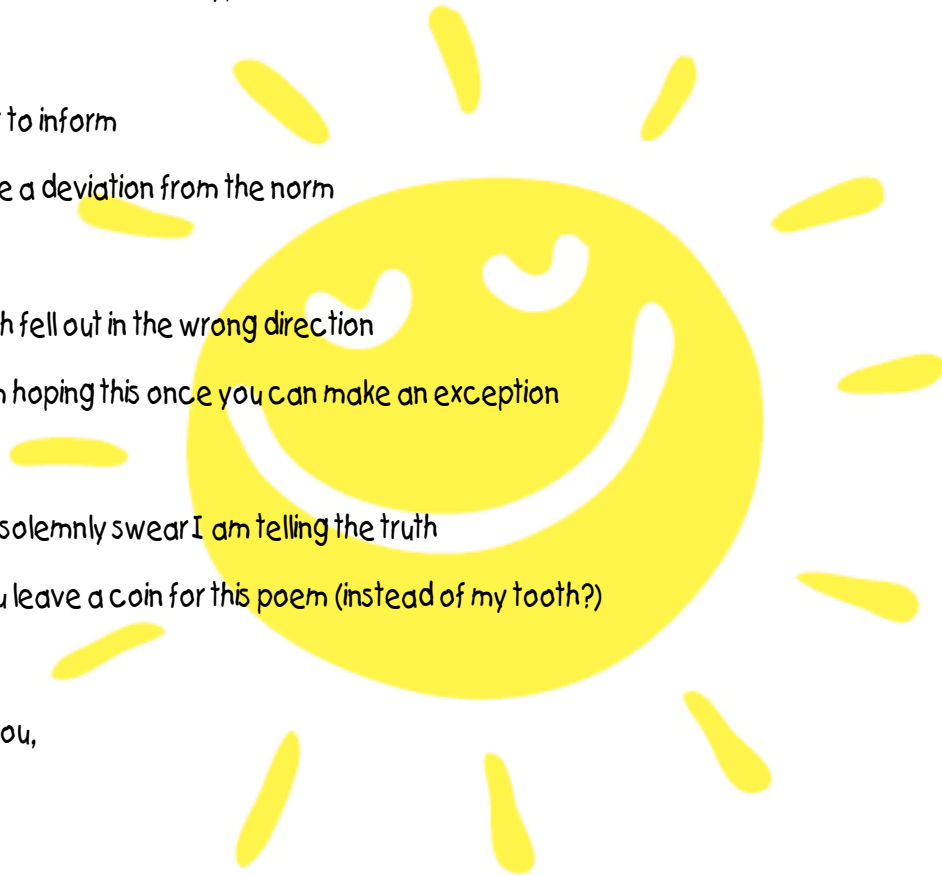 to inform
a deviation from the norm
fell out in the wrong direction
hoping this once you can make an exception
solemnly swear I am telling the truth
leave a coin for this poem (instead of my tooth?)